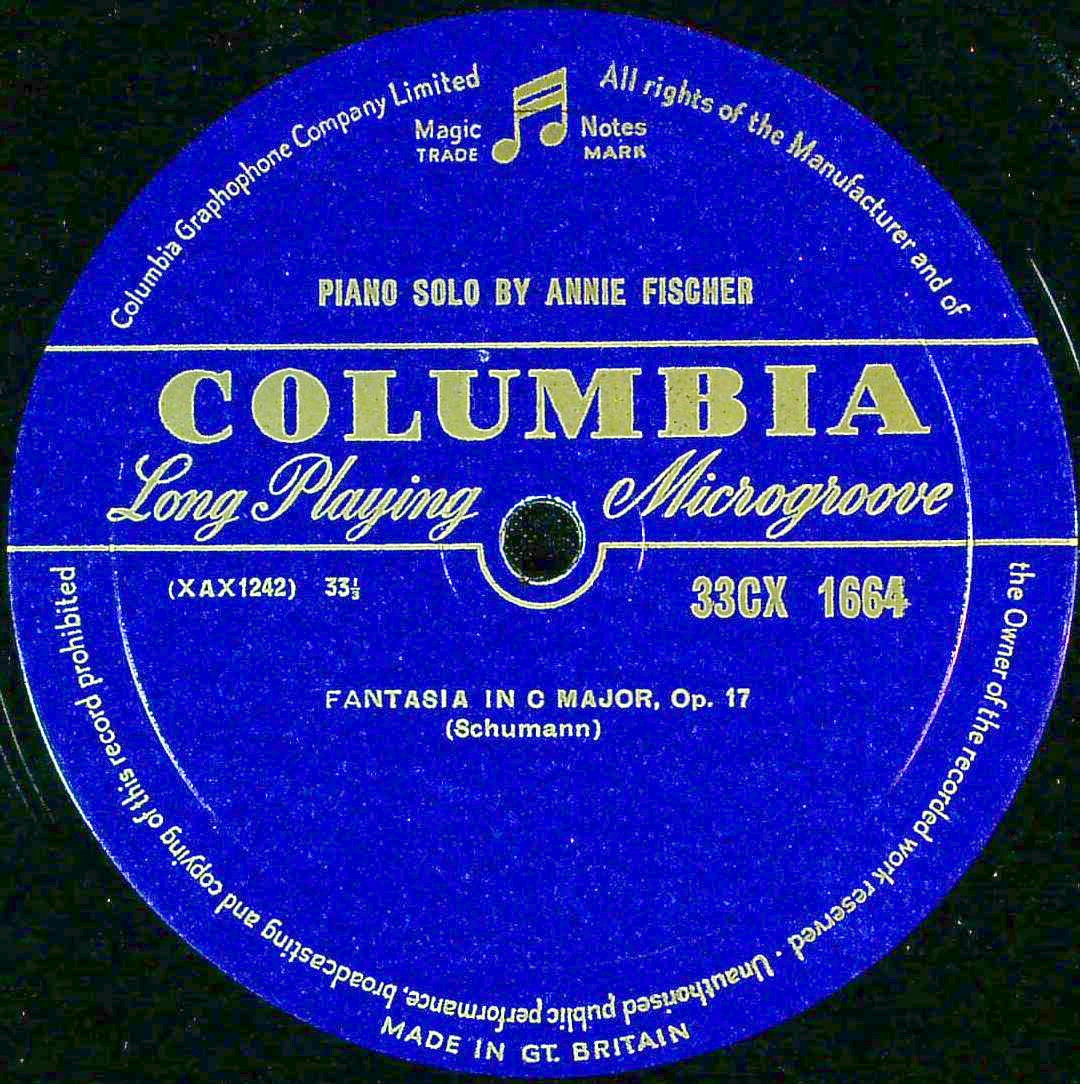 Columbia Graphophone Company Limited
Magic Notes
TRADE MARK
All rights of the Manufacturer and of
the Owner of the recorded work reserved · Unauthorised public performance, broadcasting and copying of this record prohibited
PIANO SOLO BY ANNIE FISCHER
COLUMBIA
Long Playing Microgroove
(XAX1242) 33⅓ 33CX 1664
FANTASIA IN C MAJOR, Op. 17
(Schumann)
MADE IN GT. BRITAIN